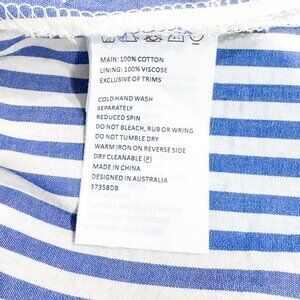 MAIN: 100% COTTON
LINING: 100% VISCOSE
EXCLUSIVE OF TRIMS
COLD HAND WASH
SEPARATELY
REDUCED SPIN
DO NOT BLEACH, RUB OR WRING
DO NOT TUMBLE DRY
WARM IRON ON REVERSE SIDE
DRY CLEANABLE (P)
MADE IN CHINA
DESIGNED IN AUSTRALIA
37358DB